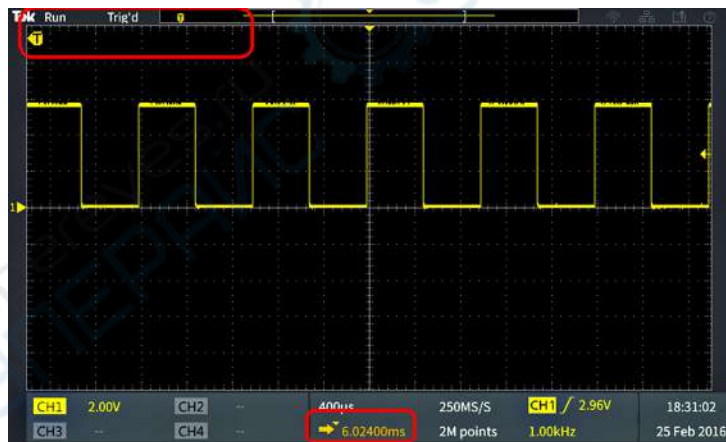 Tek Run Trig'd
T
1
CH1 2.00V CH2 -- 400µs 250MS/S CH1 2.96V 18:31:02
CH3 -- CH4 -- 6.02400ms 2M points 1.00kHz 25 Feb 2016